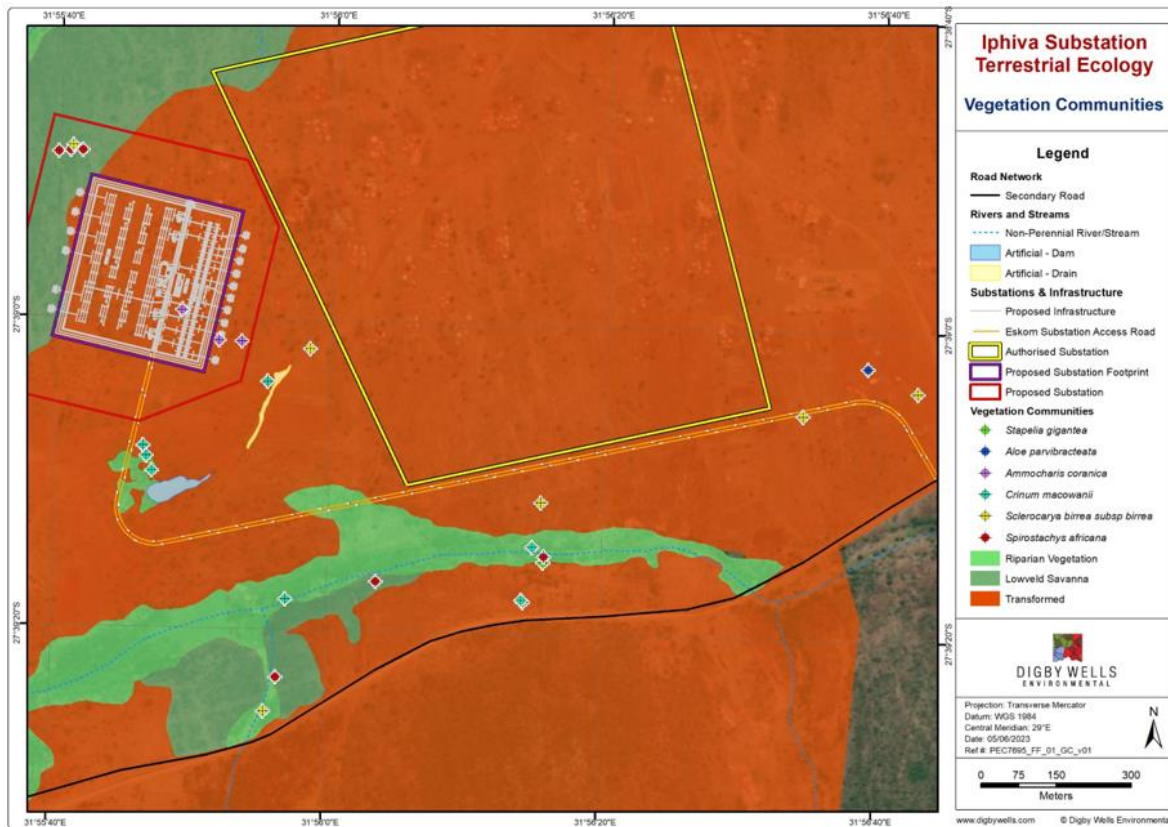 31°55'40"E
31°56'0"E
31°56'20"E
31°56'40"E
27°39'0"S
27°39'20"S
27°38'40"S
27°39'0"S
27°39'20"S
31°55'40"E
31°56'0"E
31°56'20"E
31°56'40"E
Iphiva Substation
Terrestrial Ecology
Vegetation Communities
Legend
Road Network
Secondary Road
Rivers and Streams
Non-Perennial River/Stream
Artificial - Dam
Artificial - Drain
Substations & Infrastructure
Proposed Infrastructure
Eskom Substation Access Road
Authorised Substation
Proposed Substation Footprint
Proposed Substation
Vegetation Communities
Stapelia gigantea
Aloe parvibracteata
Ammocharis coranica
Crinum macowanii
Sclerocarya birrea subsp birrea
Spirostachys africana
Riparian Vegetation
Lowveld Savanna
Transformed
DIGBY WELLS
ENVIRONMENTAL
Projection: Transverse Mercator
Datum: WGS 1984
Central Meridian: 29°E
Date: 05/06/2023
Ref #: PEC7695_FF_01_GC_v01
N
0 75 150 300
Meters
www.digbywells.com © Digby Wells Environmenta